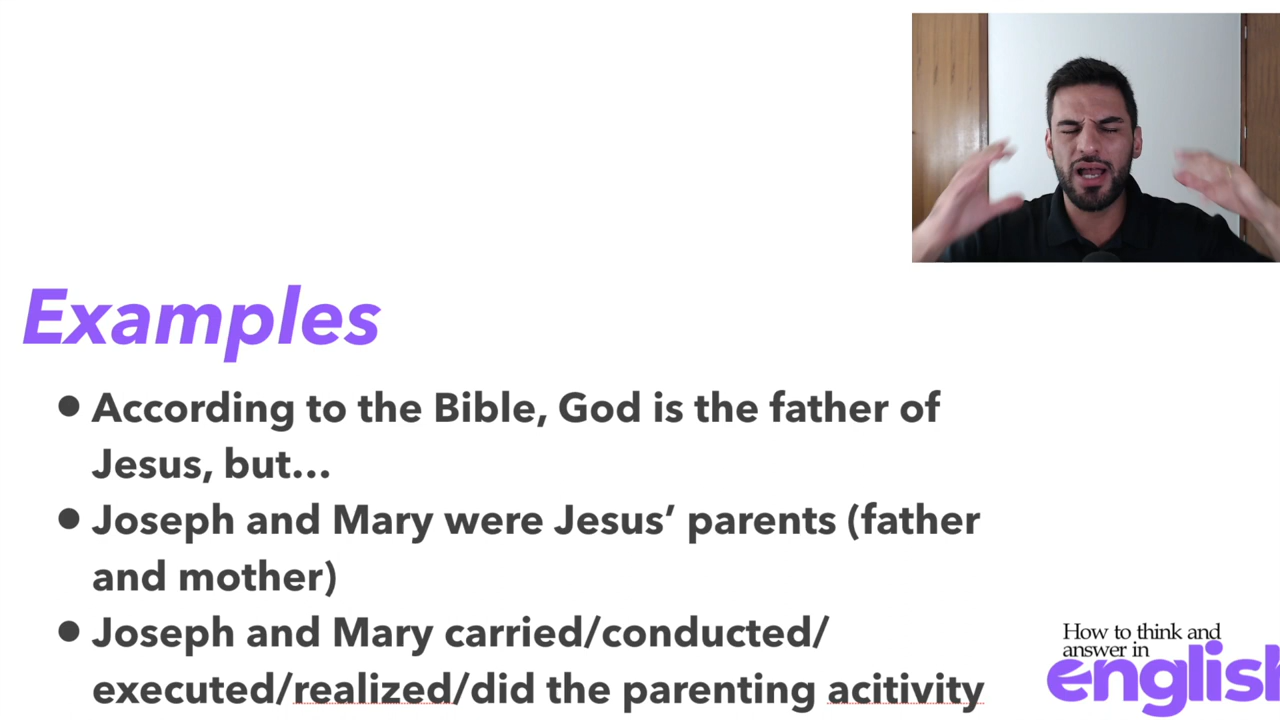 Examples
• According to the Bible, God is the father of
Jesus, but...
• Joseph and Mary were Jesus’ parents (father
and mother)
• Joseph and Mary carried/conducted/
executed/realized/did the parenting acitivity
How to think and
answer in
english